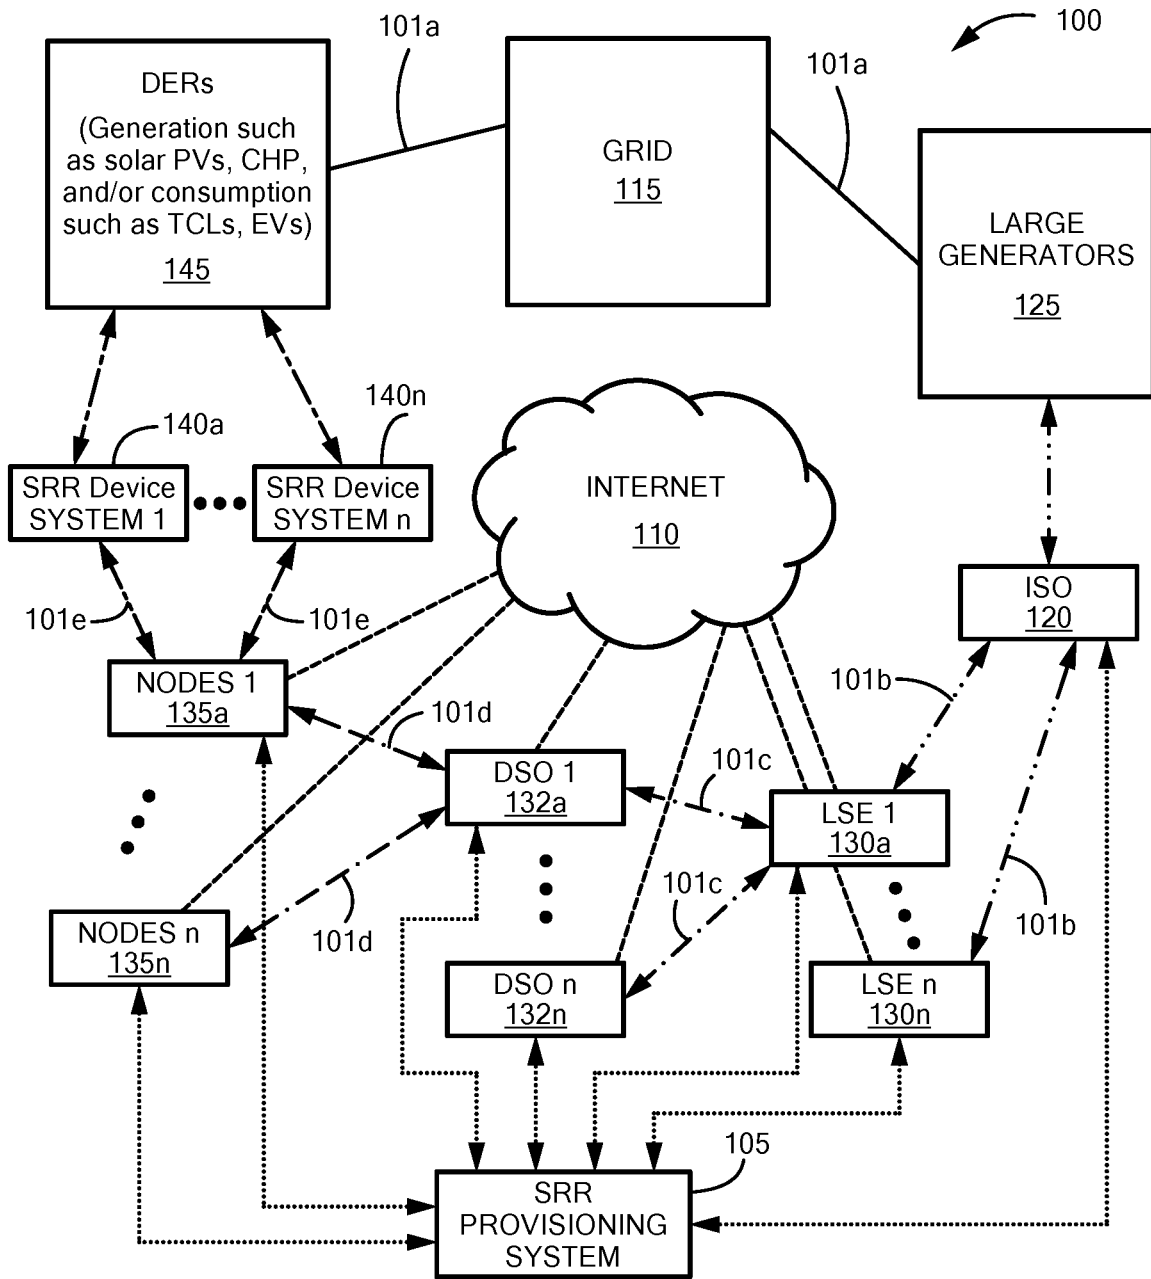 100
101a
101a
DERs
(Generation such
as solar PVs, CHP,
and/or consumption
such as TCLs, EVs)
145
GRID
115
LARGE
GENERATORS
125
140a
140n
SRR Device
SYSTEM 1
SRR Device
SYSTEM n
INTERNET
110
ISO
120
101e
101e
NODES 1
135a
101d
101b
DSO 1
132a
101c
LSE 1
130a
101c
101b
101d
NODES n
135n
DSO n
132n
LSE n
130n
105
SRR
PROVISIONING
SYSTEM